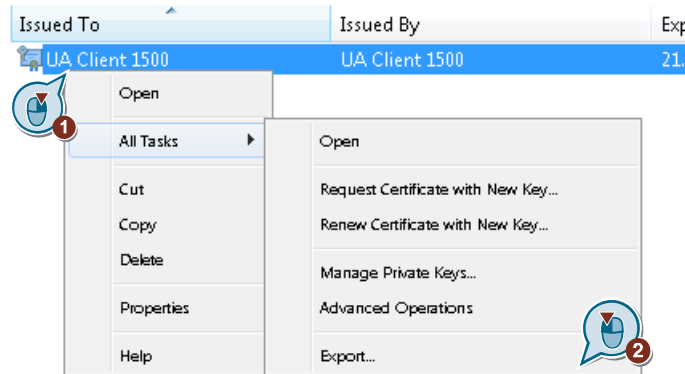 Issued To Issued By Exp
UA Client 1500 UA Client 1500 21.
Open
1
All Tasks Open
Cut Request Certificate with New Key...
Copy Renew Certificate with New Key...
Delete Manage Private Keys...
Properties Advanced Operations
Help Export... 2